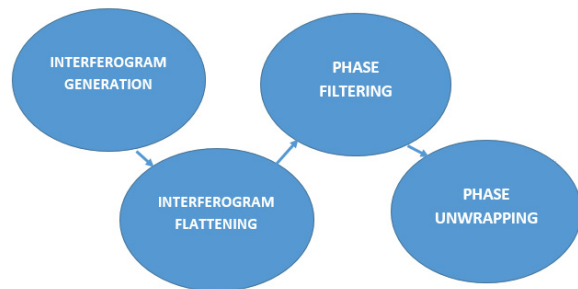 INTERFEROGRAM
GENERATION
INTERFEROGRAM
FLATTENING
PHASE
FILTERING
PHASE
UNWRAPPING